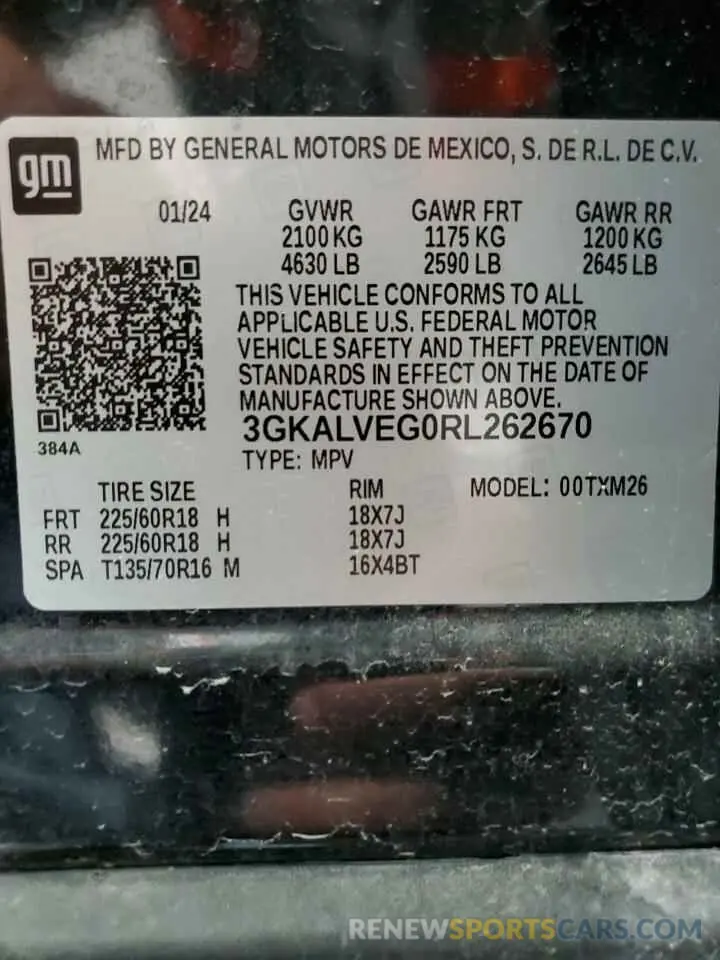 gm
MFD BY GENERAL MOTORS DE MEXICO, S. DE R.L. DE C.V.
01/24 GVWR GAWR FRT GAWR RR
2100 KG 1175 KG 1200 KG
4630 LB 2590 LB 2645 LB
THIS VEHICLE CONFORMS TO ALL
APPLICABLE U.S. FEDERAL MOTOR
VEHICLE SAFETY AND THEFT PREVENTION
STANDARDS IN EFFECT ON THE DATE OF
MANUFACTURE SHOWN ABOVE.
3GKALVEG0RL262670
384A
TYPE: MPV
TIRE SIZE RIM MODEL: 00TXM26
FRT 225/60R18 H 18X7J
RR 225/60R18 H 18X7J
SPA T135/70R16 M 16X4BT
RENEWSPORTSCARS.COM